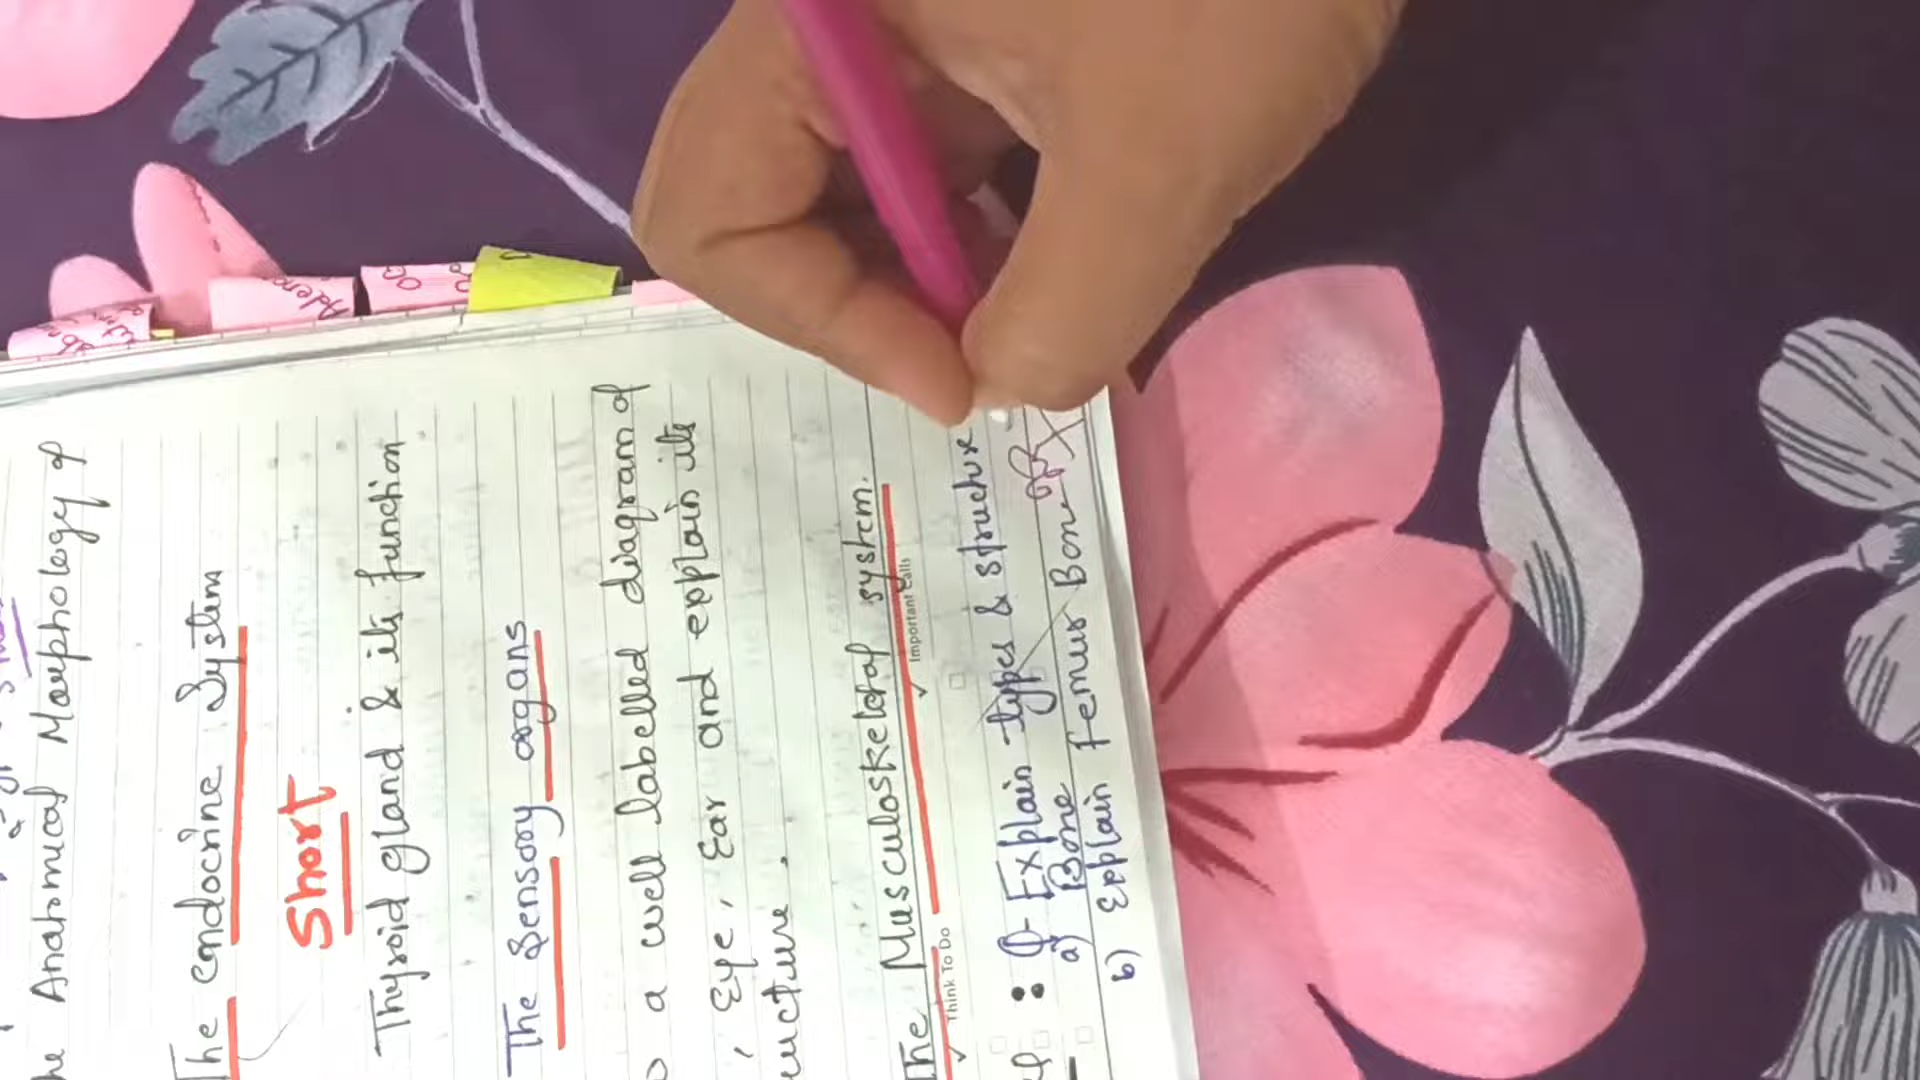 Anatomical Morphology of
The endocrine System
Short
Thyroid gland & its function
The Sensory organs
a well labelled diagram of
Eye, Ear and explain its
The Musculoskeletal system.
Think To Do
Important Calls
Q- Explain types & structure
of
a) Bone
b) Explain femur Bone